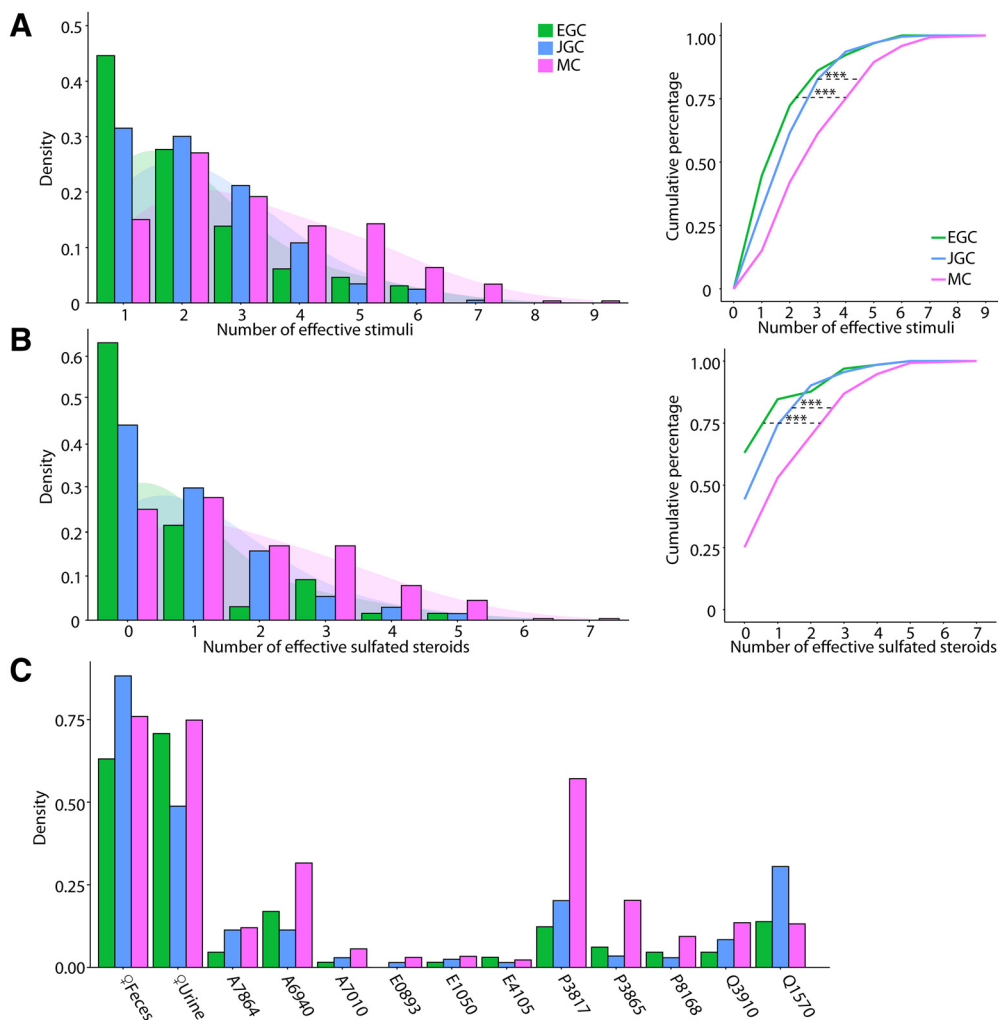 A
0.5
0.4
0.3
0.2
0.1
0
Density
1 2 3 4 5 6 7 8 9
Number of effective stimuli
EGC
JGC
MC
1.00
0.75
0.50
0.25
0
Cumulative percentage
***
***
EGC
JGC
MC
0 1 2 3 4 5 6 7 8 9
Number of effective stimuli
B
0.6
0.5
0.4
0.3
0.2
0.1
0
Density
0 1 2 3 4 5 6 7
Number of effective sulfated steroids
1.00
0.75
0.50
0.25
0
Cumulative percentage
***
***
0 1 2 3 4 5 6 7
Number of effective sulfated steroids
C
0.75
0.50
0.25
0.00
Density
♀Feces
♀Urine
A7864
A6940
A7010
E0893
E1050
E4105
P3817
P3865
P8168
Q3910
Q1570